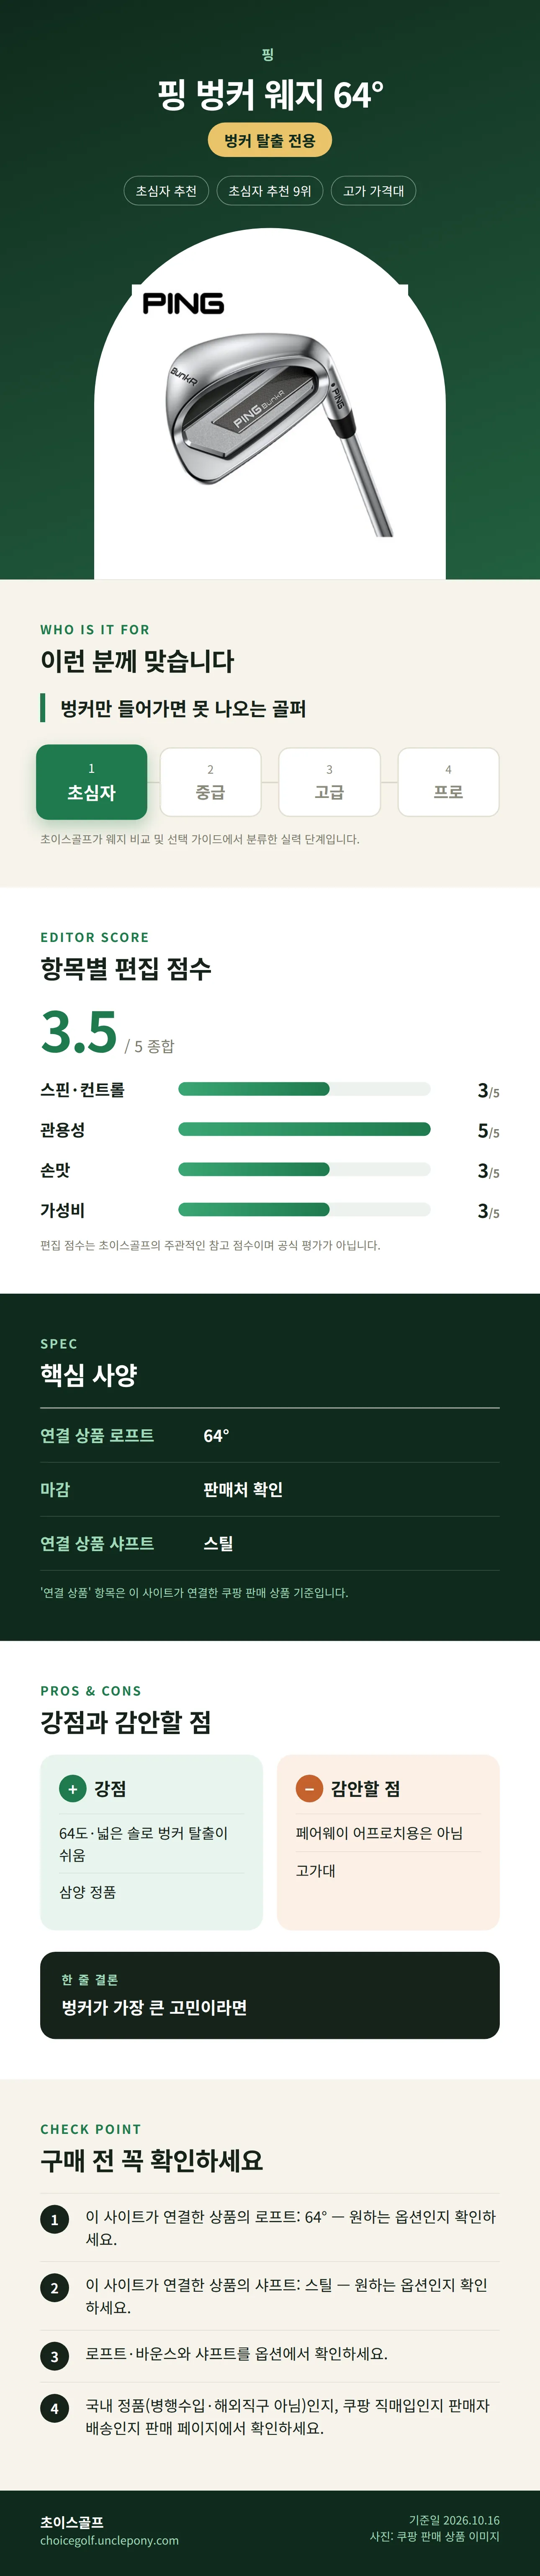 핑
핑 벙커 웨지 64°
벙커 탈출 전용
초심자 추천
초심자 추천 9위
고가 가격대
PING
BunkR
PING BunkR
PING
WHO IS IT FOR
이런 분께 맞습니다
벙커만 들어가면 못 나오는 골퍼
1
초심자
2
중급
3
고급
4
프로
초이스골프가 웨지 비교 및 선택 가이드에서 분류한 실력 단계입니다.
EDITOR SCORE
항목별 편집 점수
3.5 / 5 종합
스핀·컨트롤 3/5
관용성 5/5
손맛 3/5
가성비 3/5
편집 점수는 초이스골프의 주관적인 참고 점수이며 공식 평가가 아닙니다.
SPEC
핵심 사양
연결 상품 로프트 64°
마감 판매처 확인
연결 상품 샤프트 스틸
'연결 상품' 항목은 이 사이트가 연결한 쿠팡 판매 상품 기준입니다.
PROS & CONS
강점과 감안할 점
+ 강점
64도·넓은 솔로 벙커 탈출이
쉬움
삼양 정품
– 감안할 점
페어웨이 어프로치용은 아님
고가대
한 줄 결론
벙커가 가장 큰 고민이라면
CHECK POINT
구매 전 꼭 확인하세요
1 이 사이트가 연결한 상품의 로프트: 64° — 원하는 옵션인지 확인하
세요.
2 이 사이트가 연결한 상품의 샤프트: 스틸 — 원하는 옵션인지 확인
하세요.
3 로프트·바운스와 샤프트를 옵션에서 확인하세요.
4 국내 정품(병행수입·해외직구 아님)인지, 쿠팡 직매입인지 판매자
배송인지 판매 페이지에서 확인하세요.
초이스골프
choicegolf.unclepony.com
기준일 2026.10.16
사진: 쿠팡 판매 상품 이미지